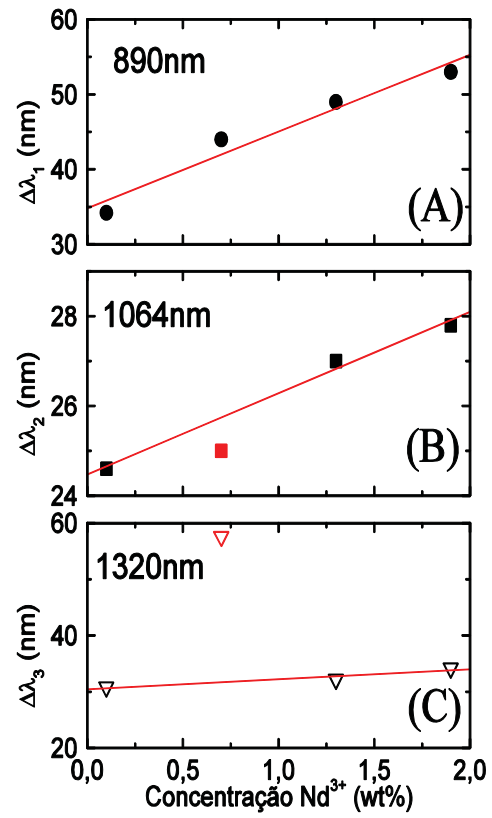 60
890nm
50
40
30
Δλ₁ (nm)
(A)
1064nm
28
26
24
Δλ₂ (nm)
(B)
60
1320nm
40
20
Δλ₃ (nm)
(C)
0,0 0,5 1,0 1,5 2,0
Concentração Nd³⁺ (wt%)